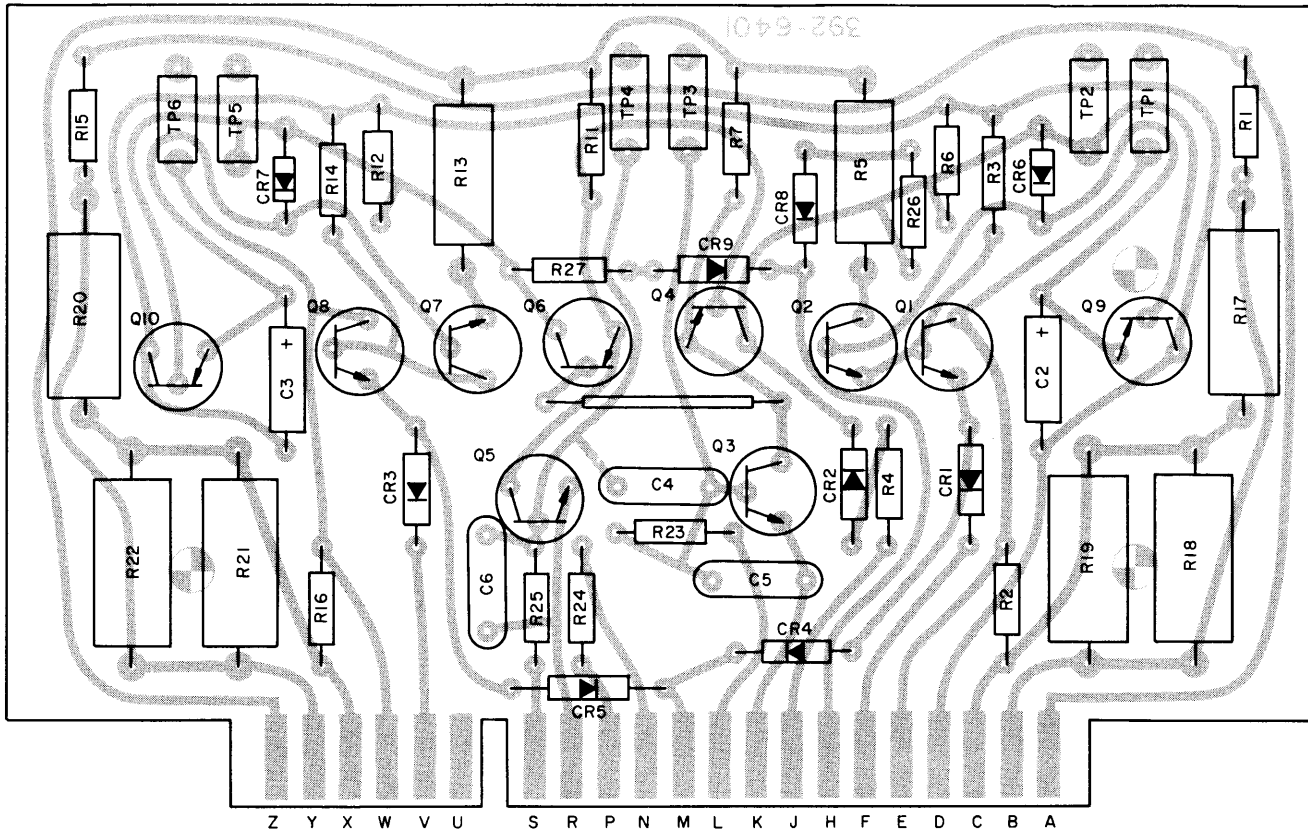 392-6401
R15
TP6
TP5
R11
TP4
TP3
R7
TP2
TP1
R1
CR7
R14
R12
R13
CR8
R5
R26
R6
R3
CR6
R20
R27
CR9
R17
Q10
Q8
Q7
Q6
Q4
Q2
Q1
Q9
C3
+
C2
+
Q5
Q3
CR3
C4
CR2
R4
CR1
R22
R21
R23
R19
R18
C6
R25
R24
C5
R16
R2
CR4
CR5
Z Y X W V U S R P N M L K J H F E D C B A